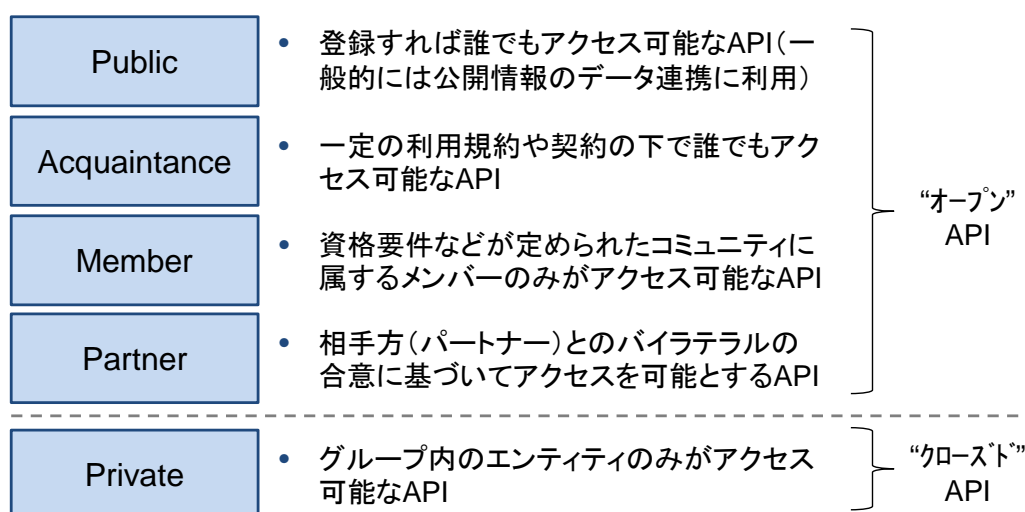 Public
• 登録すれば誰でもアクセス可能なAPI（一
般的には公開情報のデータ連携に利用）
Acquaintance
• 一定の利用規約や契約の下で誰でもアク
セス可能なAPI
Member
• 資格要件などが定められたコミュニティに
属するメンバーのみがアクセス可能なAPI
Partner
• 相手方（パートナー）とのバイラテラルの
合意に基づいてアクセスを可能とするAPI
“ｵｰﾌﾟﾝ”
API
Private
• グループ内のエンティティのみがアクセス
可能なAPI
“ｸﾛｰｽﾞﾄﾞ”
API